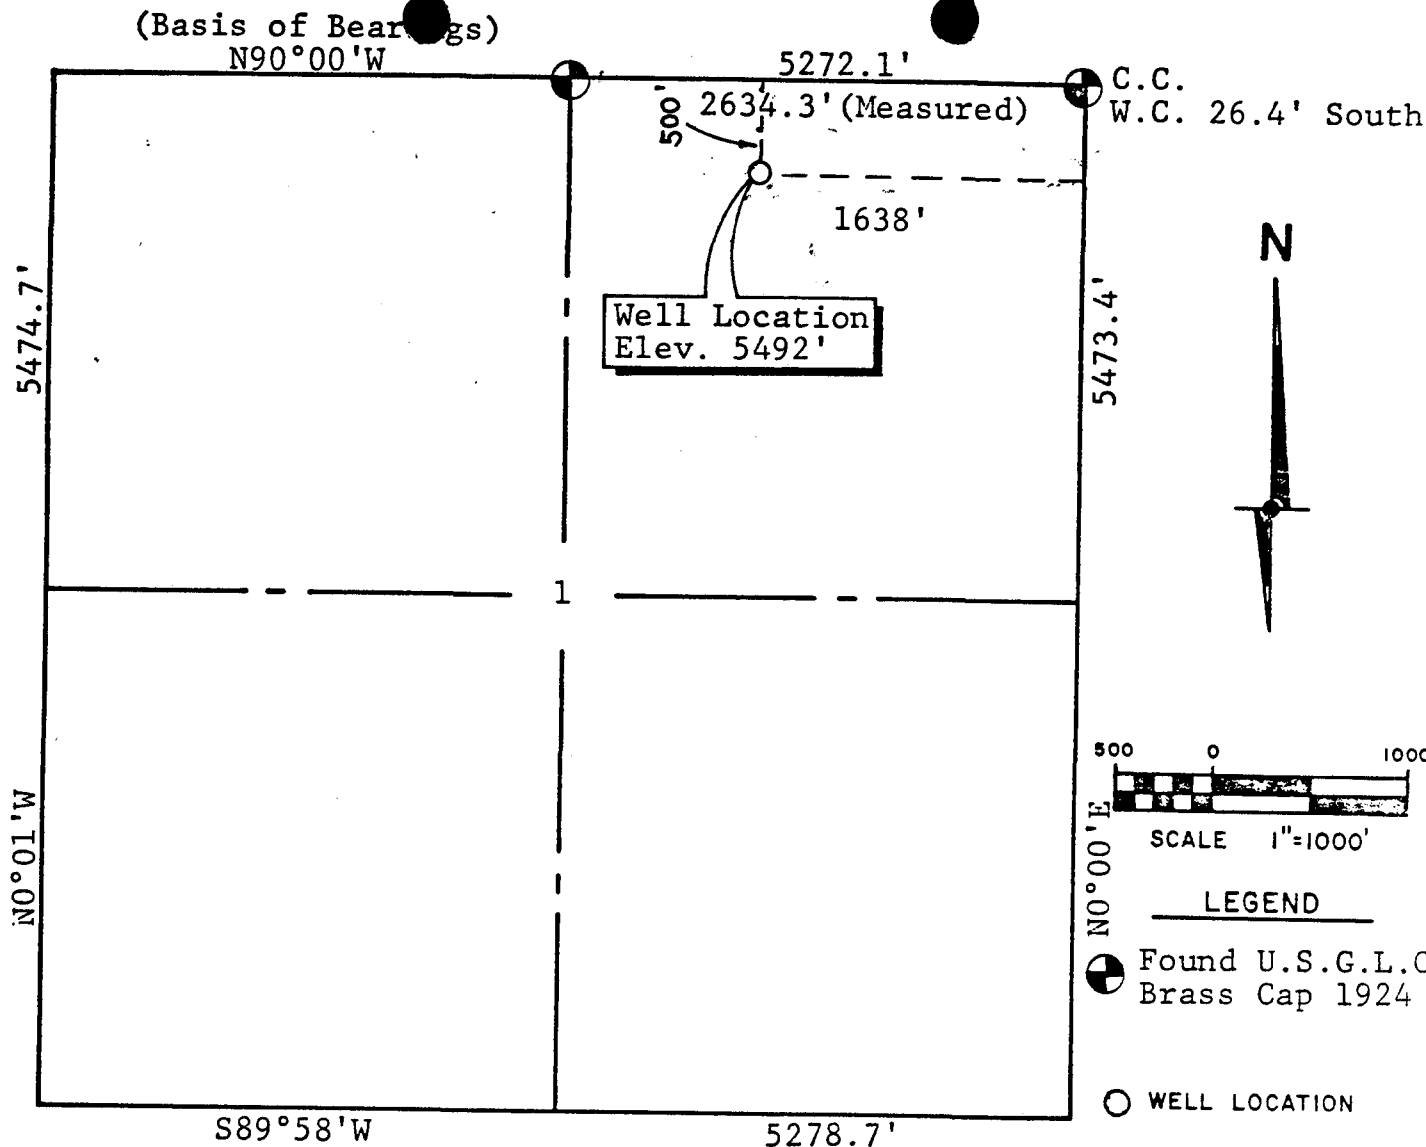 (Basis of Bearings)
N90°00'W
5272.1'
C.C.
W.C. 26.4' South
500'
2634.3'(Measured)
1638'
N
Well Location
Elev. 5492'
5474.7'
5473.4'
1
500 0 1000
SCALE 1"=1000'
N0°01'W
N0°00'E
LEGEND
Found U.S.G.L.O
Brass Cap 1924
WELL LOCATION
S89°58'W
5278.7'